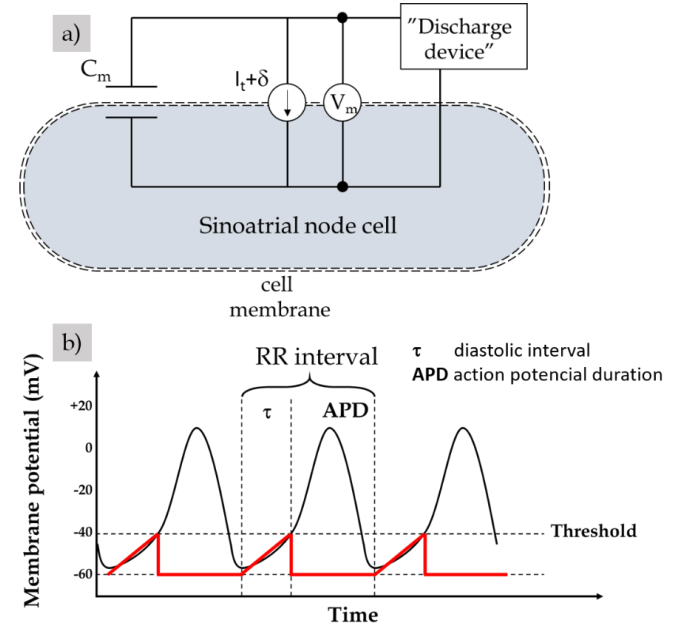 a)
"Discharge
device"
Cm
It+δ
Vm
Sinoatrial node cell
cell
membrane
b)
RR interval
τ diastolic interval
APD action potencial duration
Membrane potential (mV)
+20
τ APD
0
-20
-40
Threshold
-60
Time